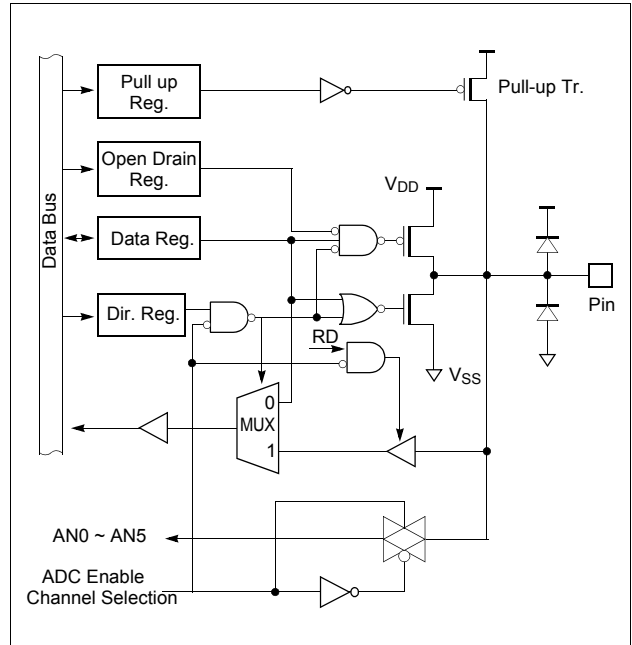 Pull up
Reg.
Pull-up Tr.
Open Drain
Reg.
VDD
Data Bus
Data Reg.
Dir. Reg.
Pin
RD
VSS
0
MUX
1
AN0 ~ AN5
ADC Enable
Channel Selection